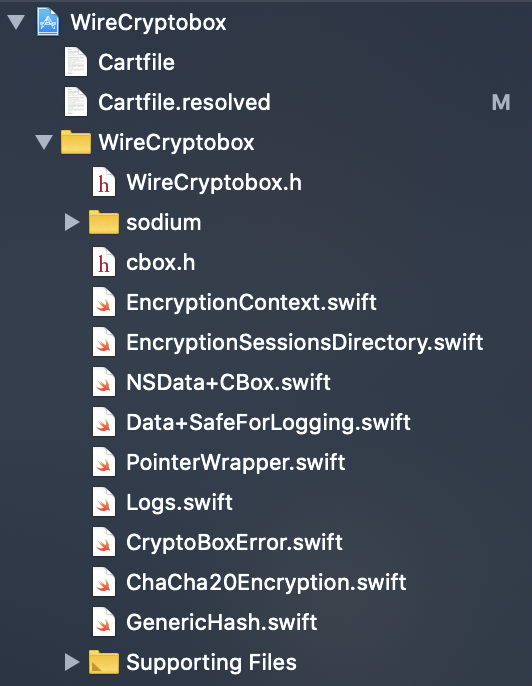 WireCryptobox
Cartfile
Cartfile.resolved M
WireCryptobox
h WireCryptobox.h
sodium
h cbox.h
EncryptionContext.swift
EncryptionSessionsDirectory.swift
NSData+CBox.swift
Data+SafeForLogging.swift
PointerWrapper.swift
Logs.swift
CryptoBoxError.swift
ChaCha20Encryption.swift
GenericHash.swift
Supporting Files